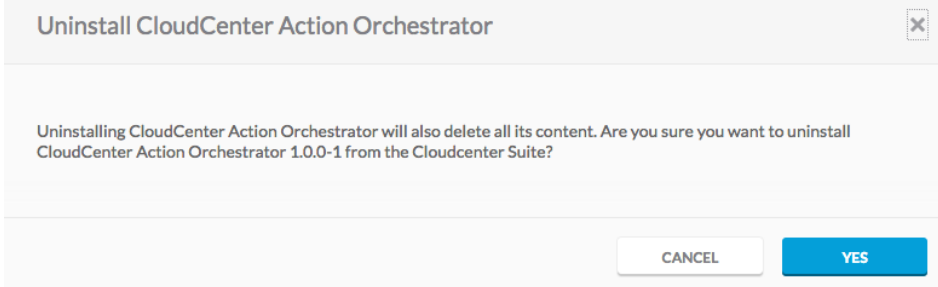 Uninstall CloudCenter Action Orchestrator
Uninstalling CloudCenter Action Orchestrator will also delete all its content. Are you sure you want to uninstall
CloudCenter Action Orchestrator 1.0.0-1 from the Cloudcenter Suite?
CANCEL
YES